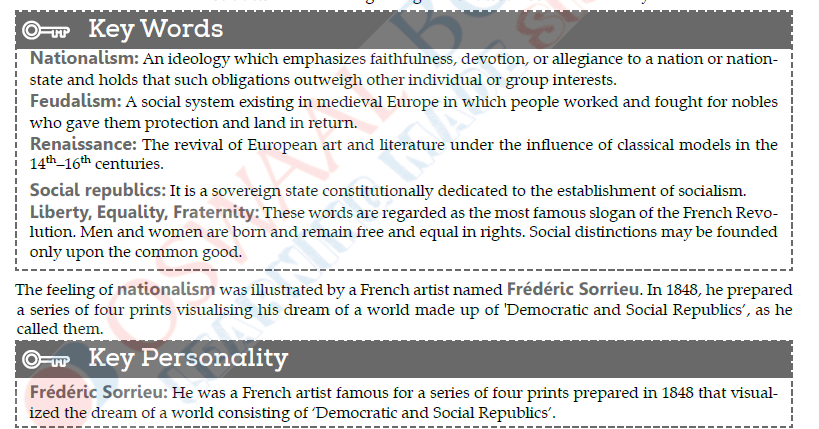 Key Words
Nationalism: An ideology which emphasizes faithfulness, devotion, or allegiance to a nation or nation-
state and holds that such obligations outweigh other individual or group interests.
Feudalism: A social system existing in medieval Europe in which people worked and fought for nobles
who gave them protection and land in return.
Renaissance: The revival of European art and literature under the influence of classical models in the
14th–16th centuries.
Social republics: It is a sovereign state constitutionally dedicated to the establishment of socialism.
Liberty, Equality, Fraternity: These words are regarded as the most famous slogan of the French Revo-
lution. Men and women are born and remain free and equal in rights. Social distinctions may be founded
only upon the common good.
The feeling of nationalism was illustrated by a French artist named Frédéric Sorrieu. In 1848, he prepared
a series of four prints visualising his dream of a world made up of 'Democratic and Social Republics’, as he
called them.
Key Personality
Frédéric Sorrieu: He was a French artist famous for a series of four prints prepared in 1848 that visual-
ized the dream of a world consisting of ‘Democratic and Social Republics’.
OSWAAL